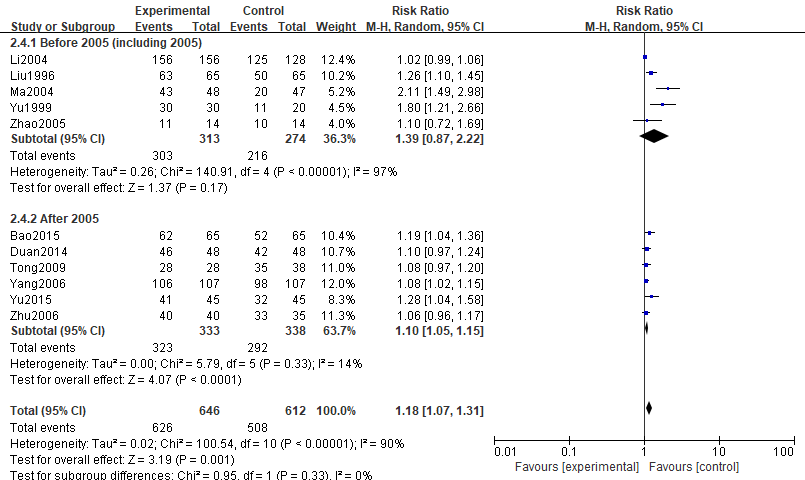 Experimental Control Risk Ratio Risk Ratio
Study or Subgroup Events Total Events Total Weight M-H, Random, 95% CI M-H, Random, 95% CI
2.4.1 Before 2005 (including 2005)
Li2004 156 156 125 128 12.4% 1.02 [0.99, 1.06]
Liu1996 63 65 50 65 10.1% 1.26 [1.10, 1.45]
Ma2004 43 48 20 47 5.2% 2.11 [1.49, 2.98]
Yu1999 30 30 11 20 4.5% 1.80 [1.21, 2.66]
Zhao2005 11 14 10 14 4.0% 1.10 [0.72, 1.69]
Subtotal (95% CI) 313 274 36.3% 1.39 [0.87, 2.22]
Total events 303 216
Heterogeneity: Tau² = 0.26; Chi² = 140.91, df = 4 (P < 0.00001); I² = 97%
Test for overall effect: Z = 1.37 (P = 0.17)
2.4.2 After 2005
Bao2015 62 65 52 65 10.4% 1.19 [1.04, 1.36]
Duan2014 46 48 42 48 10.7% 1.10 [0.97, 1.24]
Tong2009 28 28 35 38 11.0% 1.08 [0.97, 1.20]
Yang2006 106 107 98 107 12.0% 1.08 [1.02, 1.15]
Yu2015 41 45 32 45 8.3% 1.28 [1.04, 1.58]
Zhu2006 40 40 33 35 11.3% 1.06 [0.96, 1.17]
Subtotal (95% CI) 333 338 63.7% 1.10 [1.05, 1.15]
Total events 323 292
Heterogeneity: Tau² = 0.00; Chi² = 5.79, df = 5 (P = 0.33); I² = 14%
Test for overall effect: Z = 4.07 (P < 0.0001)
Total (95% CI) 646 612 100.0% 1.18 [1.07, 1.31]
Total events 626 508
Heterogeneity: Tau² = 0.02; Chi² = 100.54, df = 10 (P < 0.00001); I² = 90%
Test for overall effect: Z = 3.19 (P = 0.001)
Test for subgroup differences: Chi² = 0.95, df = 1 (P = 0.33), I² = 0%
0.01 0.1 1 10 100
Favours [experimental] Favours [control]